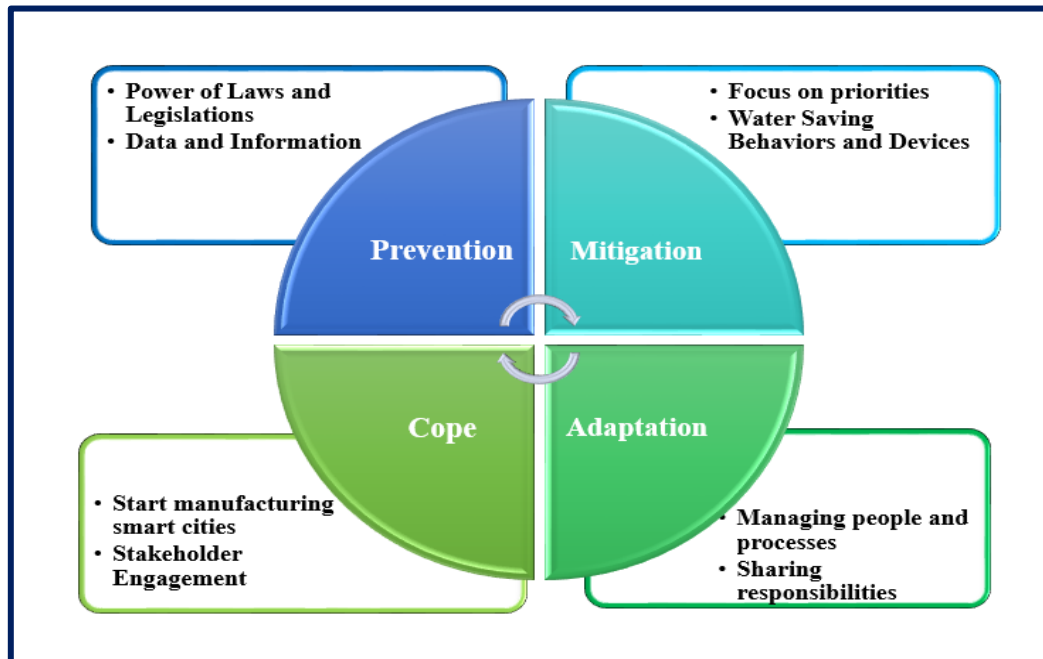 • Power of Laws and
Legislations
• Data and Information
• Focus on priorities
• Water Saving
Behaviors and Devices
Prevention
Mitigation
Cope
Adaptation
• Start manufacturing
smart cities
• Stakeholder
Engagement
• Managing people and
processes
• Sharing
responsibilities